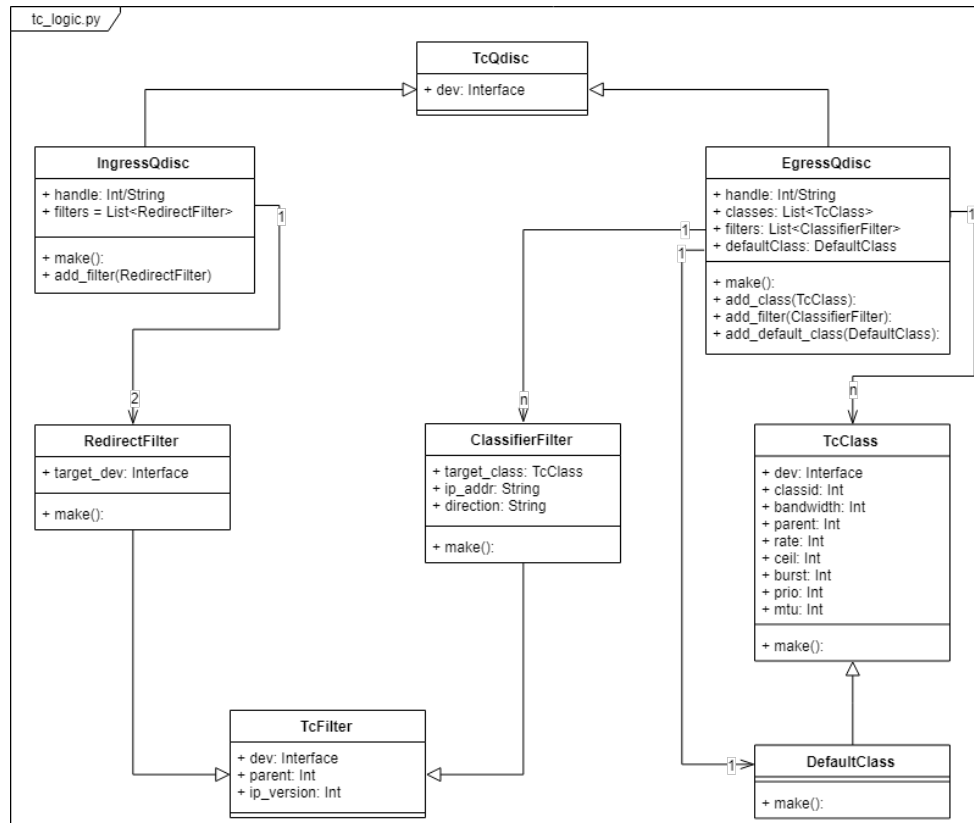 tc_logic.py
TcQdisc
+ dev: Interface
IngressQdisc
+ handle: Int/String
+ filters = List<RedirectFilter>
+ make():
+ add_filter(RedirectFilter)
1
EgressQdisc
+ handle: Int/String
+ classes: List<TcClass>
+ filters: List<ClassifierFilter>
+ defaultClass: DefaultClass
+ make():
+ add_class(TcClass):
+ add_filter(ClassifierFilter):
+ add_default_class(DefaultClass):
1
1
1
2
n
n
RedirectFilter
+ target_dev: Interface
+ make():
ClassifierFilter
+ target_class: TcClass
+ ip_addr: String
+ direction: String
+ make():
TcClass
+ dev: Interface
+ classid: Int
+ bandwidth: Int
+ parent: Int
+ rate: Int
+ ceil: Int
+ burst: Int
+ prio: Int
+ mtu: Int
+ make():
TcFilter
+ dev: Interface
+ parent: Int
+ ip_version: Int
1
DefaultClass
+ make():